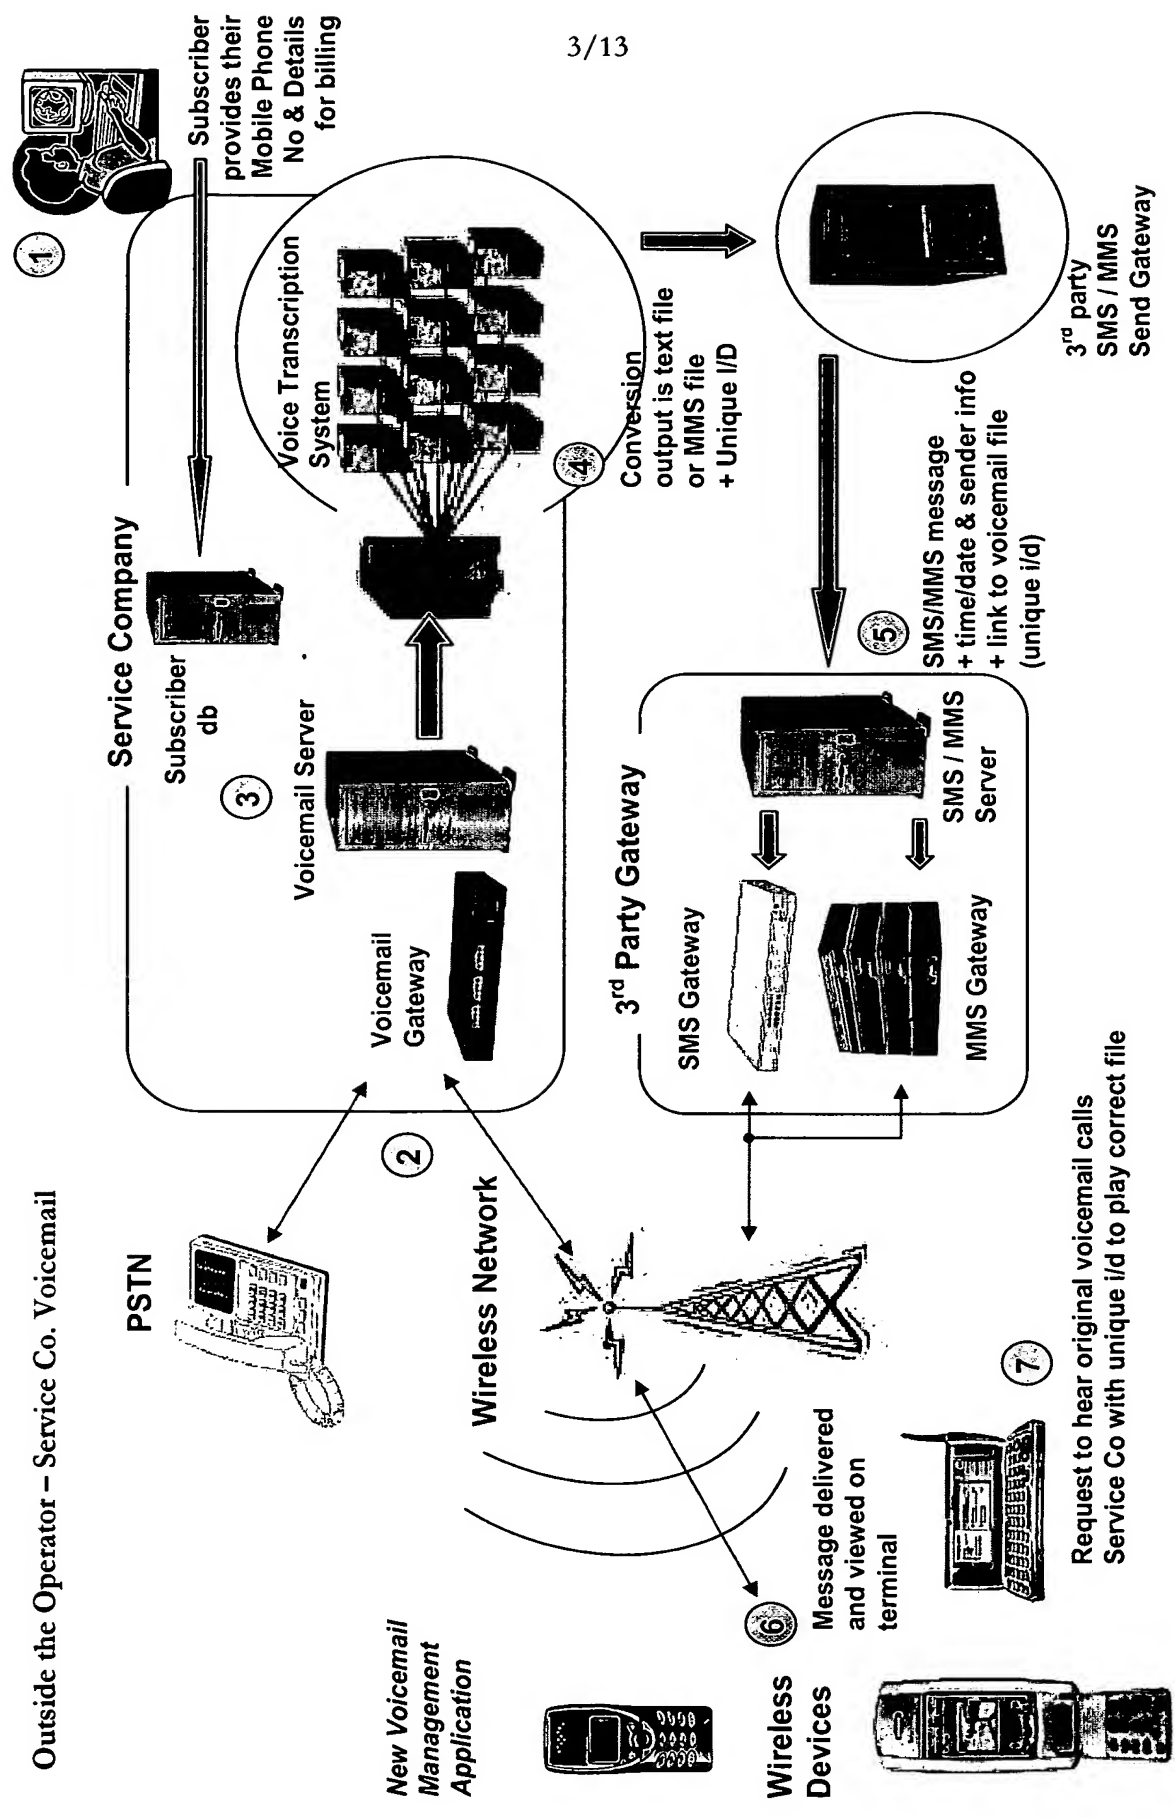 3/13
Outside the Operator – Service Co. Voicemail
1
Subscriber
provides their
Mobile Phone
No & Details
for billing
Service Company
Subscriber
db
3
Voicemail Server
Voice Transcription
System
Voicemail
Gateway
PSTN
2
Wireless Network
4
Conversion
output is text file
or MMS file
+ Unique I/D
3rd party
SMS / MMS
Send Gateway
5
SMS/MMS message
+ time/date & sender info
+ link to voicemail file
(unique i/d)
3rd Party Gateway
SMS Gateway
MMS Gateway
SMS / MMS
Server
New Voicemail
Management
Application
Wireless
Devices
6
Message delivered
and viewed on
terminal
7
Request to hear original voicemail calls
Service Co with unique i/d to play correct file